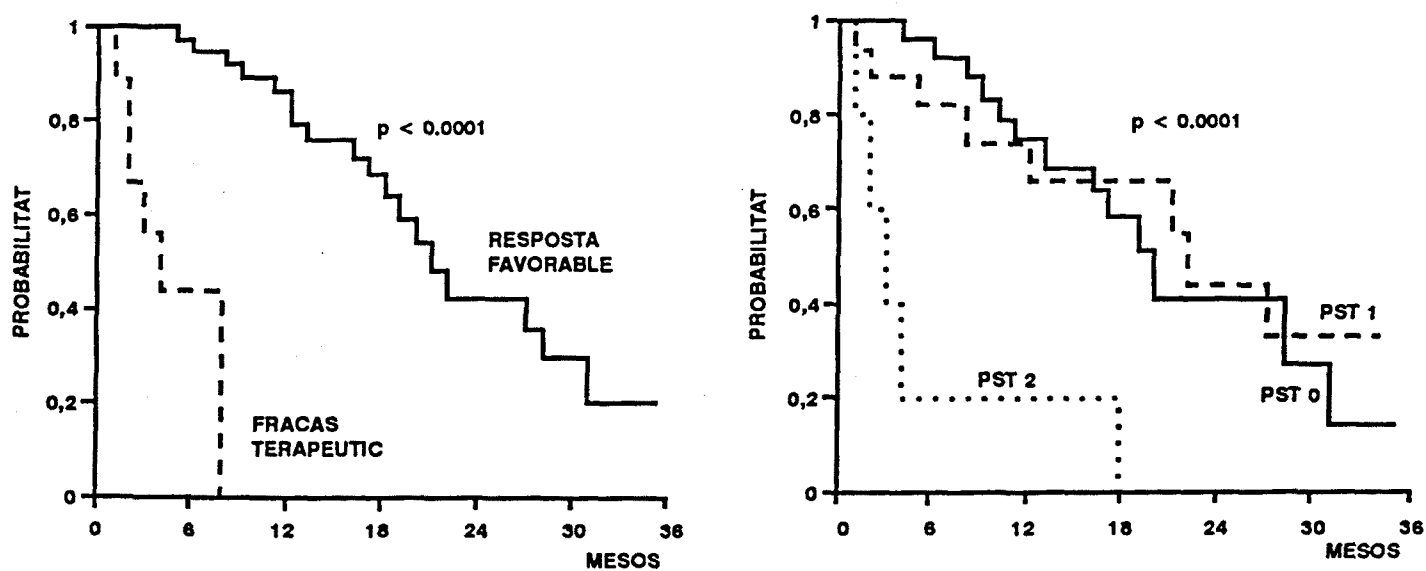 1
0,8
0,6
0,4
0,2
0
PROBABILITAT
p < 0.0001
RESPOSTA
FAVORABLE
FRACAS
TERAPEUTIC
0 6 12 18 24 30 36
MESOS
1
0,8
0,6
0,4
0,2
0
PROBABILITAT
p < 0.0001
PST 1
PST 2
PST 0
0 6 12 18 24 30 36
MESOS